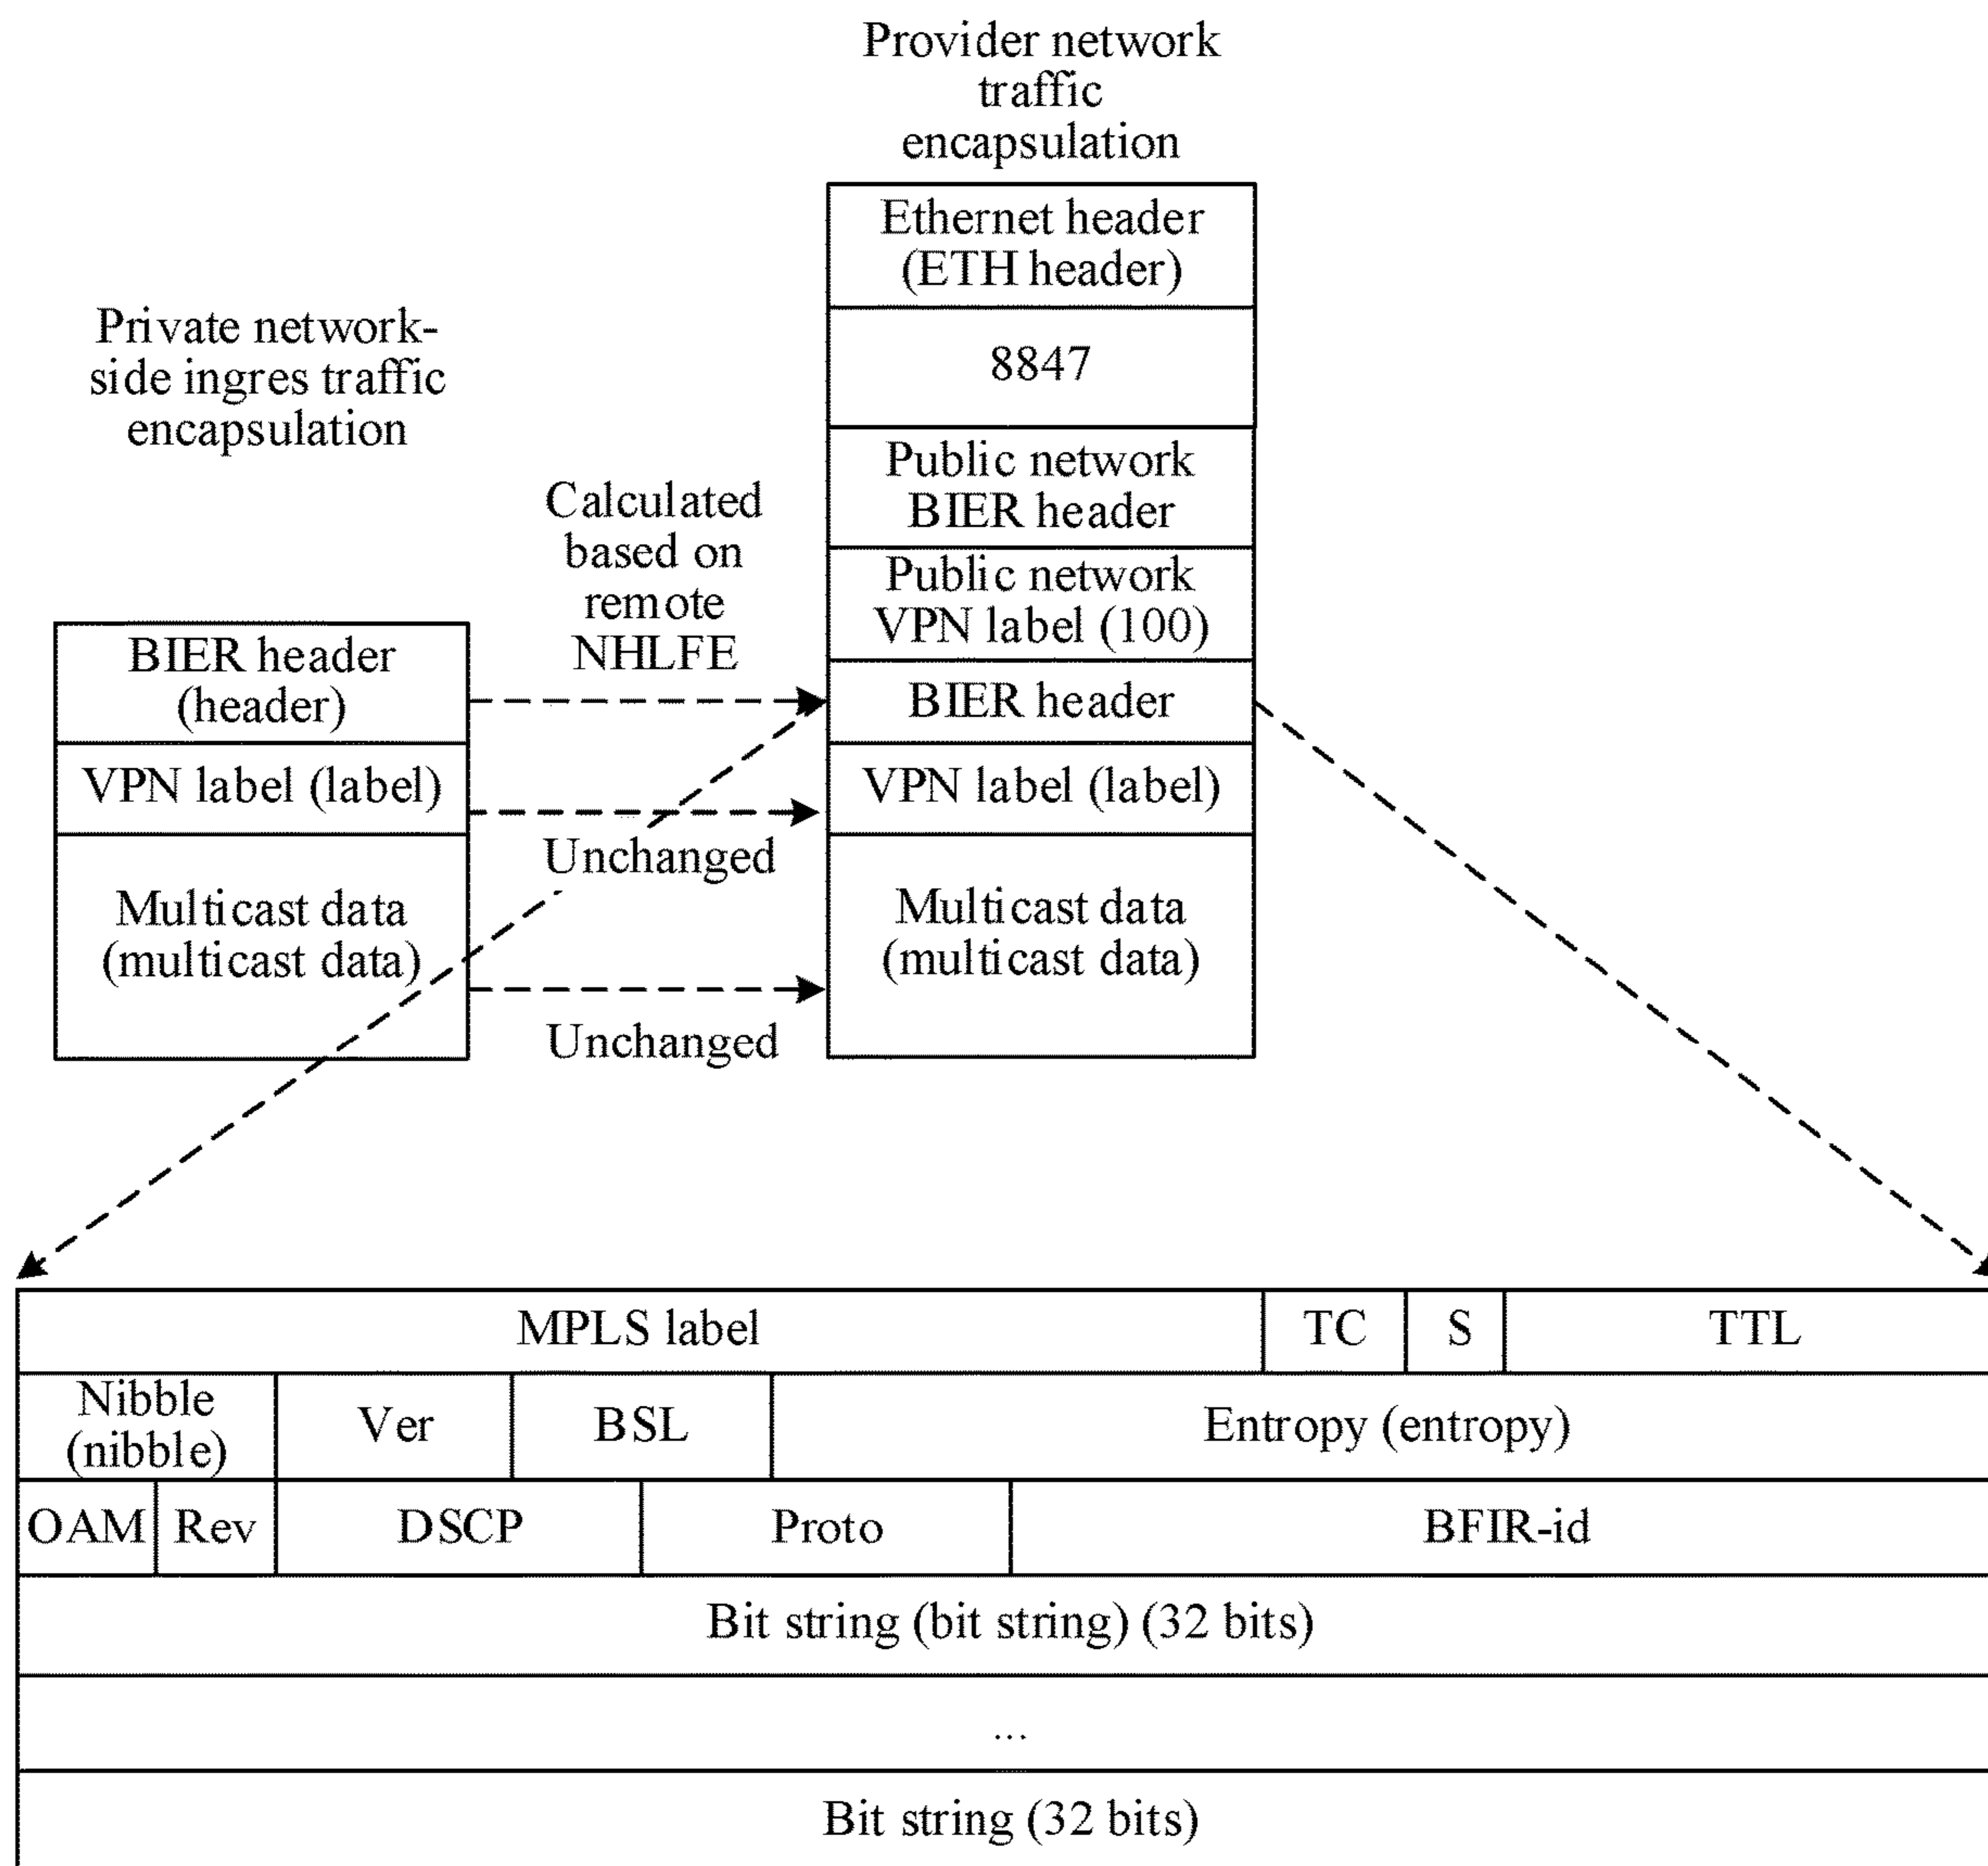 Provider network
traffic
encapsulation
Private network-
side ingres traffic
encapsulation
Calculated
based on
remote
NHLFE
BIER header
(header)
VPN label (label)
Multicast data
(multicast data)
Unchanged
Unchanged
Ethernet header
(ETH header)
8847
Public network
BIER header
Public network
VPN label (100)
BIER header
VPN label (label)
Multicast data
(multicast data)
MPLS label TC S TTL
Nibble
(nibble) Ver BSL Entropy (entropy)
OAM Rev DSCP Proto BFIR-id
Bit string (bit string) (32 bits)
...
Bit string (32 bits)